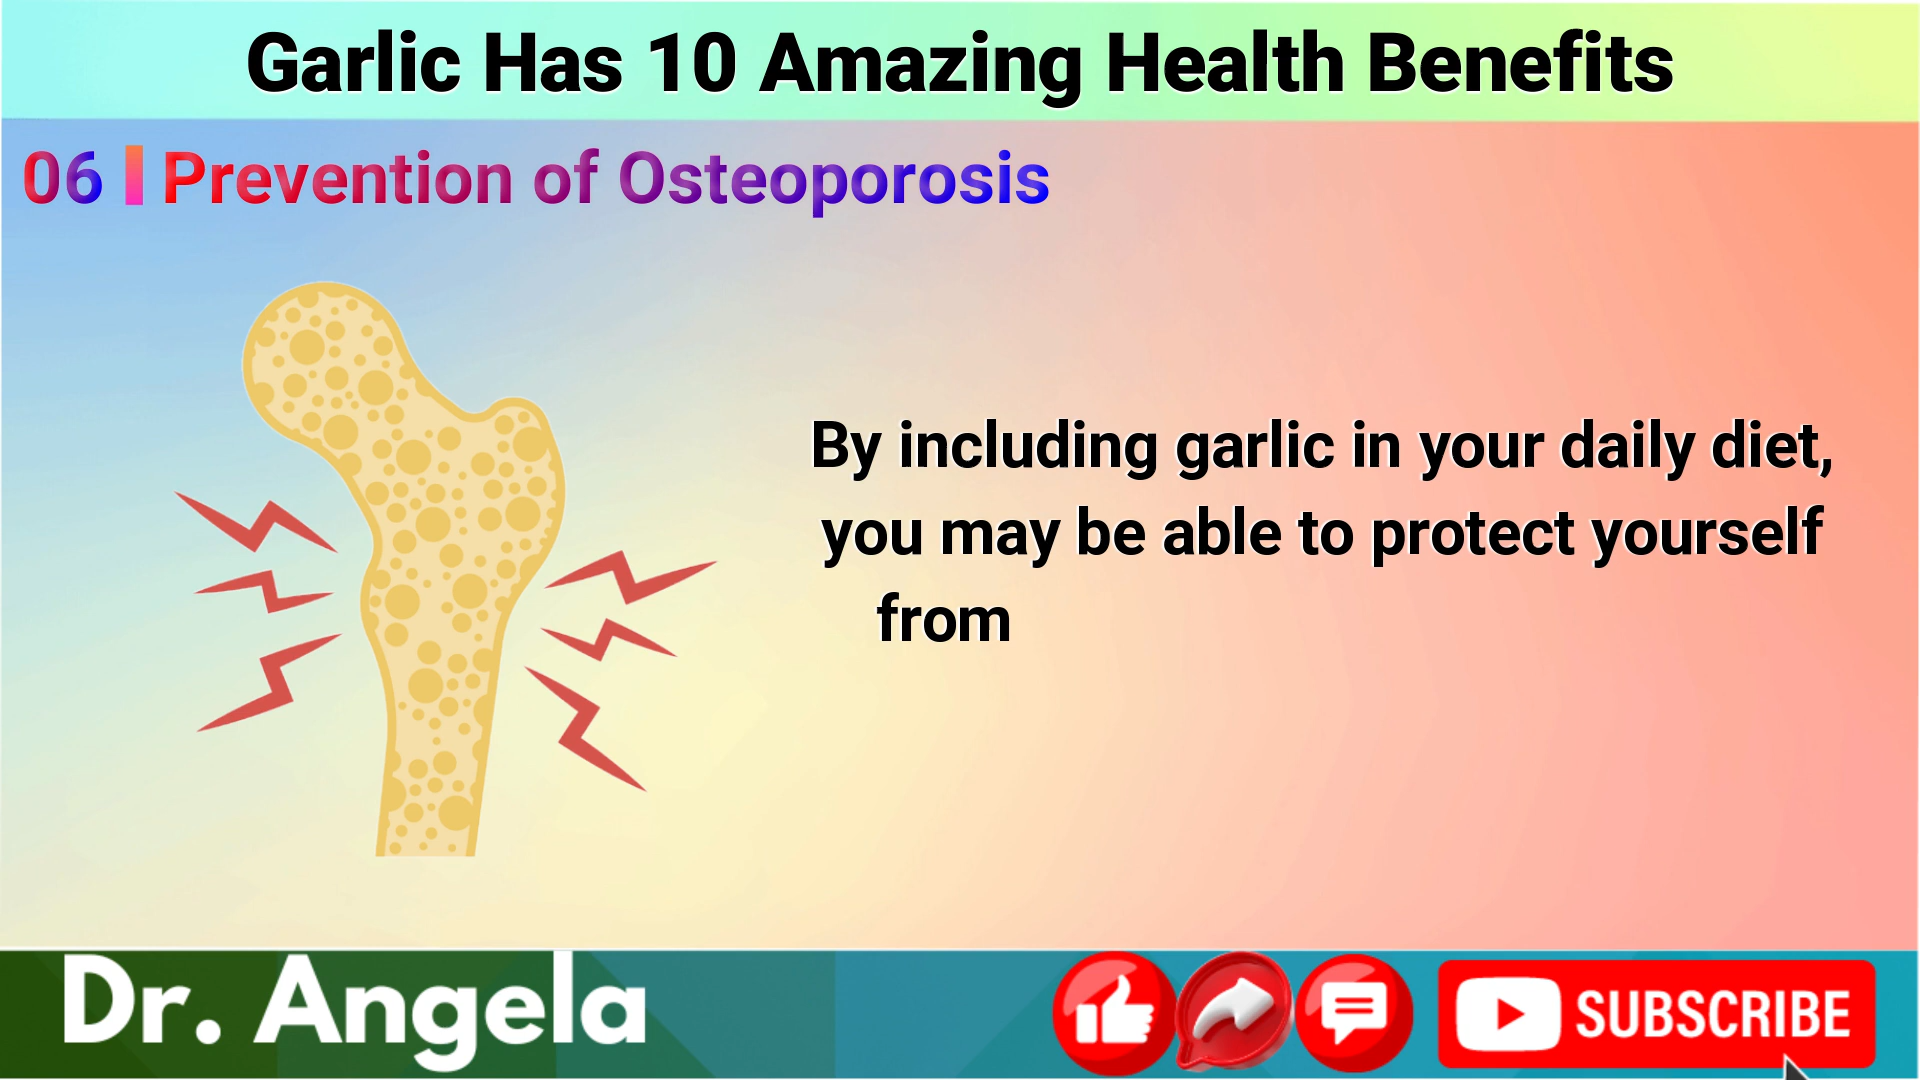 Garlic Has 10 Amazing Health Benefits
06 | Prevention of Osteoporosis
By including garlic in your daily diet,
you may be able to protect yourself
from
Dr. Angela
SUBSCRIBE